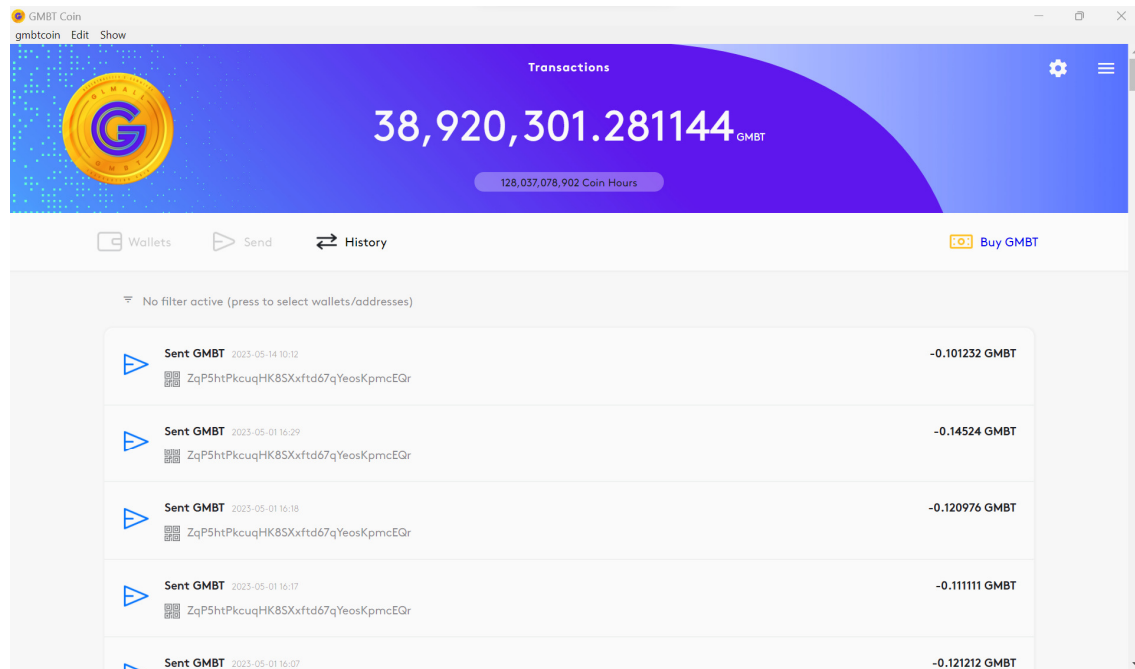 GMBT Coin
gmbtcoin Edit Show
Transactions
38,920,301.281144 GMBT
128,037,078,902 Coin Hours
GLMALL
G
GMBT
Wallets Send History Buy GMBT
No filter active (press to select wallets/addresses)
Sent GMBT 2023-05-14 10:12 -0.101232 GMBT
ZqP5htPkcuqHK8SXxftd67qYeosKpmcEQr
Sent GMBT 2023-05-01 16:29 -0.14524 GMBT
ZqP5htPkcuqHK8SXxftd67qYeosKpmcEQr
Sent GMBT 2023-05-01 16:18 -0.120976 GMBT
ZqP5htPkcuqHK8SXxftd67qYeosKpmcEQr
Sent GMBT 2023-05-01 16:17 -0.111111 GMBT
ZqP5htPkcuqHK8SXxftd67qYeosKpmcEQr
Sent GMBT 2023-05-01 16:07 -0.121212 GMBT